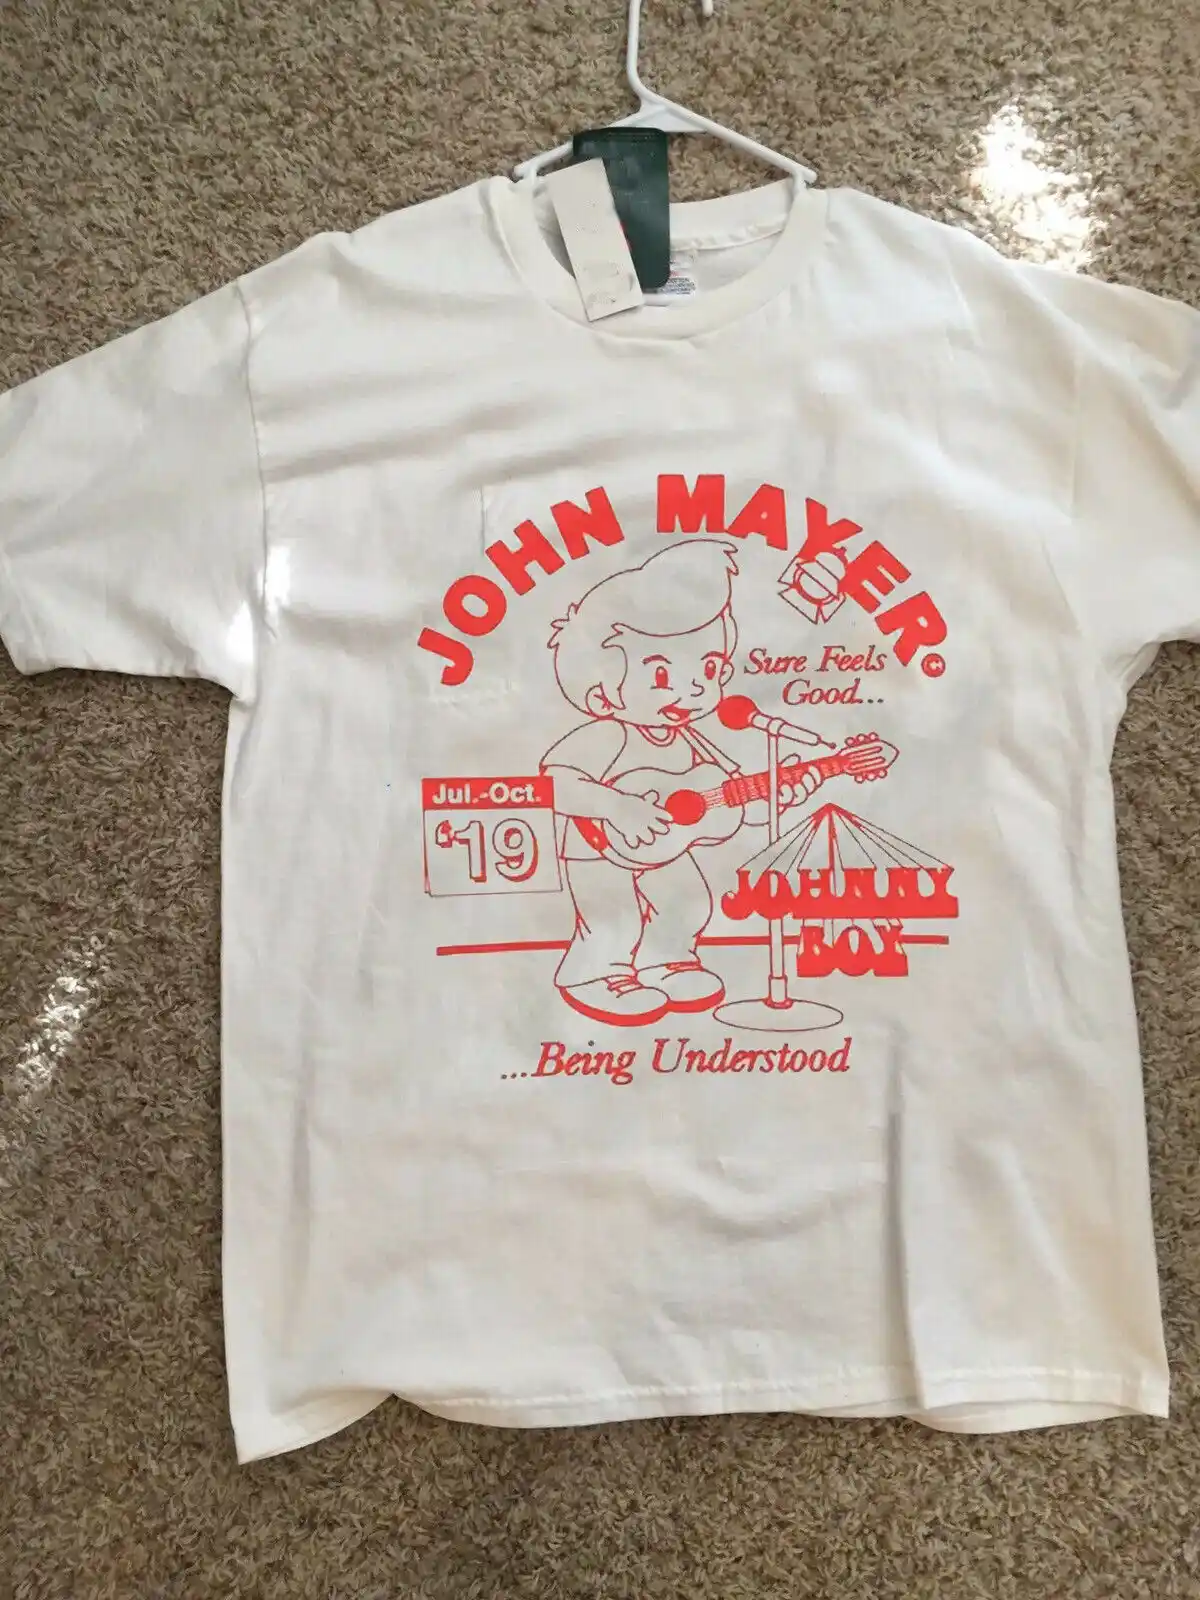 JOHN MAYER©
Sure Feels
Good...
Jul.-Oct.
'19
JOHNNY
BOY
...Being Understood